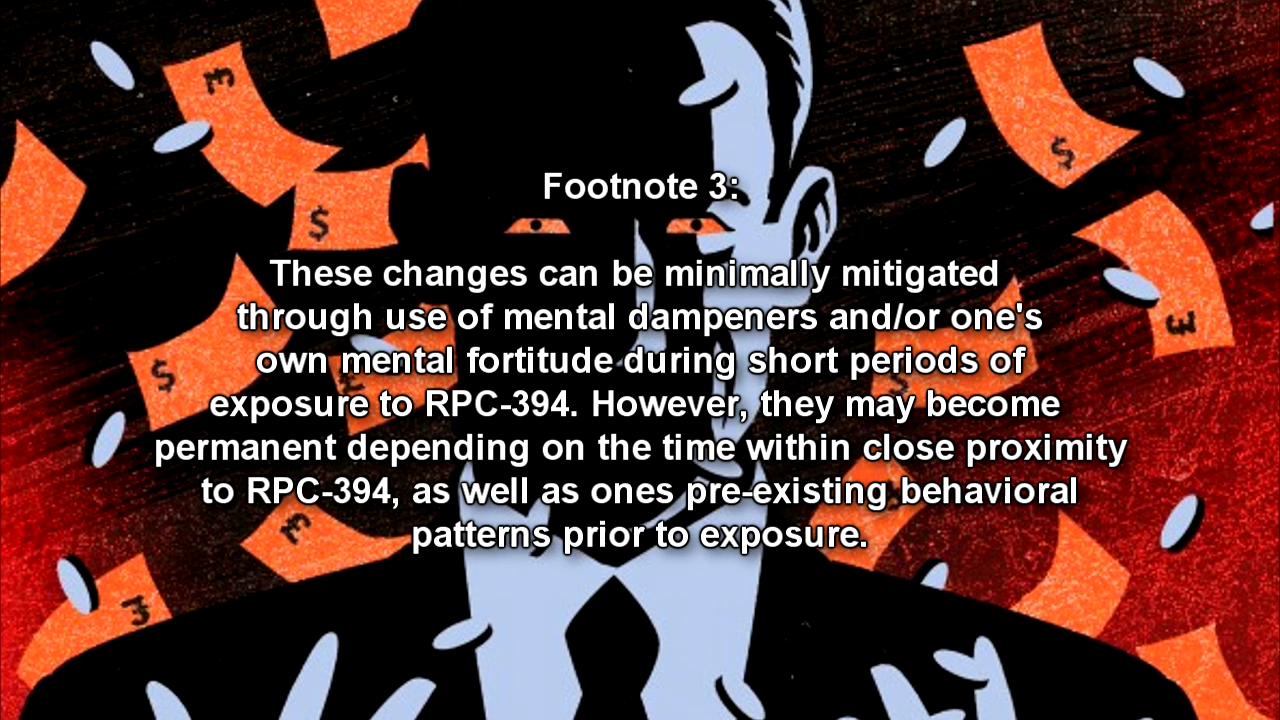 Footnote 3:
These changes can be minimally mitigated
through use of mental dampeners and/or one's
own mental fortitude during short periods of
exposure to RPC-394. However, they may become
permanent depending on the time within close proximity
to RPC-394, as well as ones pre-existing behavioral
patterns prior to exposure.
£
$
$
£
$
£
£